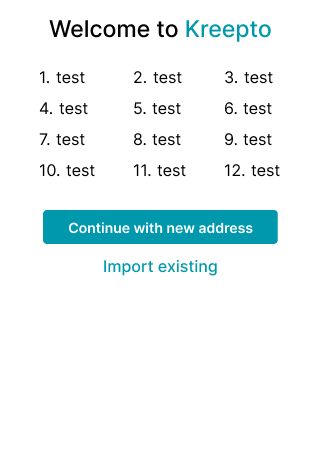 Welcome to Kreepto
1. test 2. test 3. test
4. test 5. test 6. test
7. test 8. test 9. test
10. test 11. test 12. test
Continue with new address
Import existing